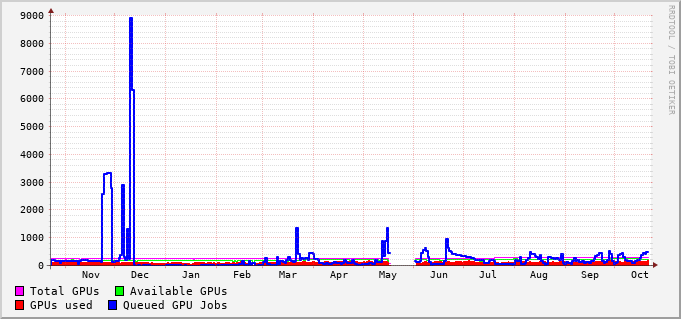 RRDTOOL / TOBI OETIKER
9000
8000
7000
6000
5000
4000
3000
2000
1000
0
Nov Dec Jan Feb Mar Apr May Jun Jul Aug Sep Oct
Total GPUs Available GPUs
GPUs used Queued GPU Jobs